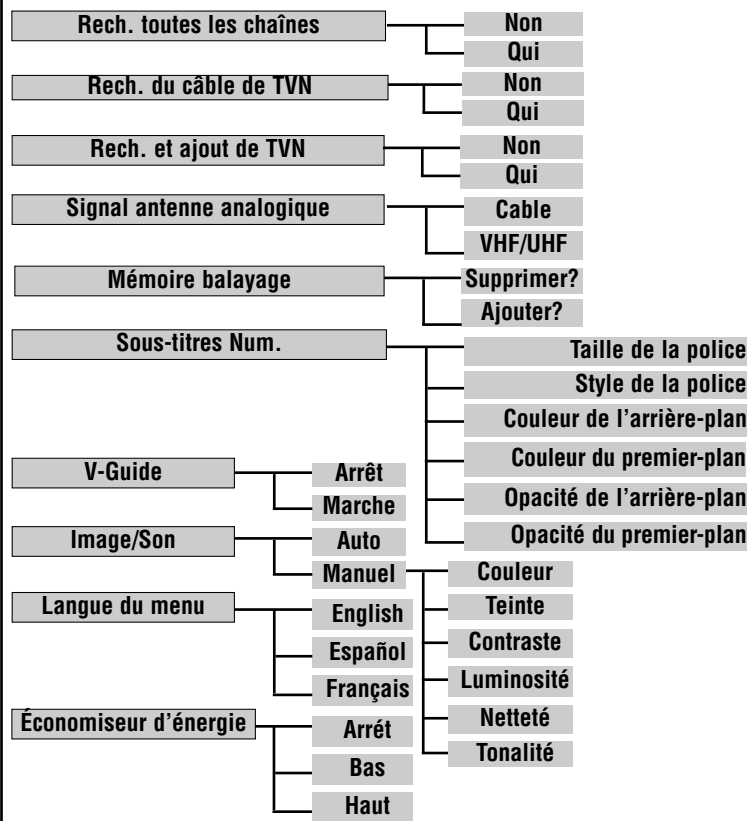 Rech. toutes les chaînes
Non
Qui
Rech. du câble de TVN
Non
Qui
Rech. et ajout de TVN
Non
Qui
Signal antenne analogique
Cable
VHF/UHF
Mémoire balayage
Supprimer?
Ajouter?
Sous-titres Num.
Taille de la police
Style de la police
Couleur de l'arrière-plan
Couleur du premier-plan
Opacité de l'arrière-plan
Opacité du premier-plan
V-Guide
Arrêt
Marche
Image/Son
Auto
Manuel
Couleur
Teinte
Contraste
Luminosité
Netteté
Tonalité
Langue du menu
English
Español
Français
Économiseur d'énergie
Arrét
Bas
Haut